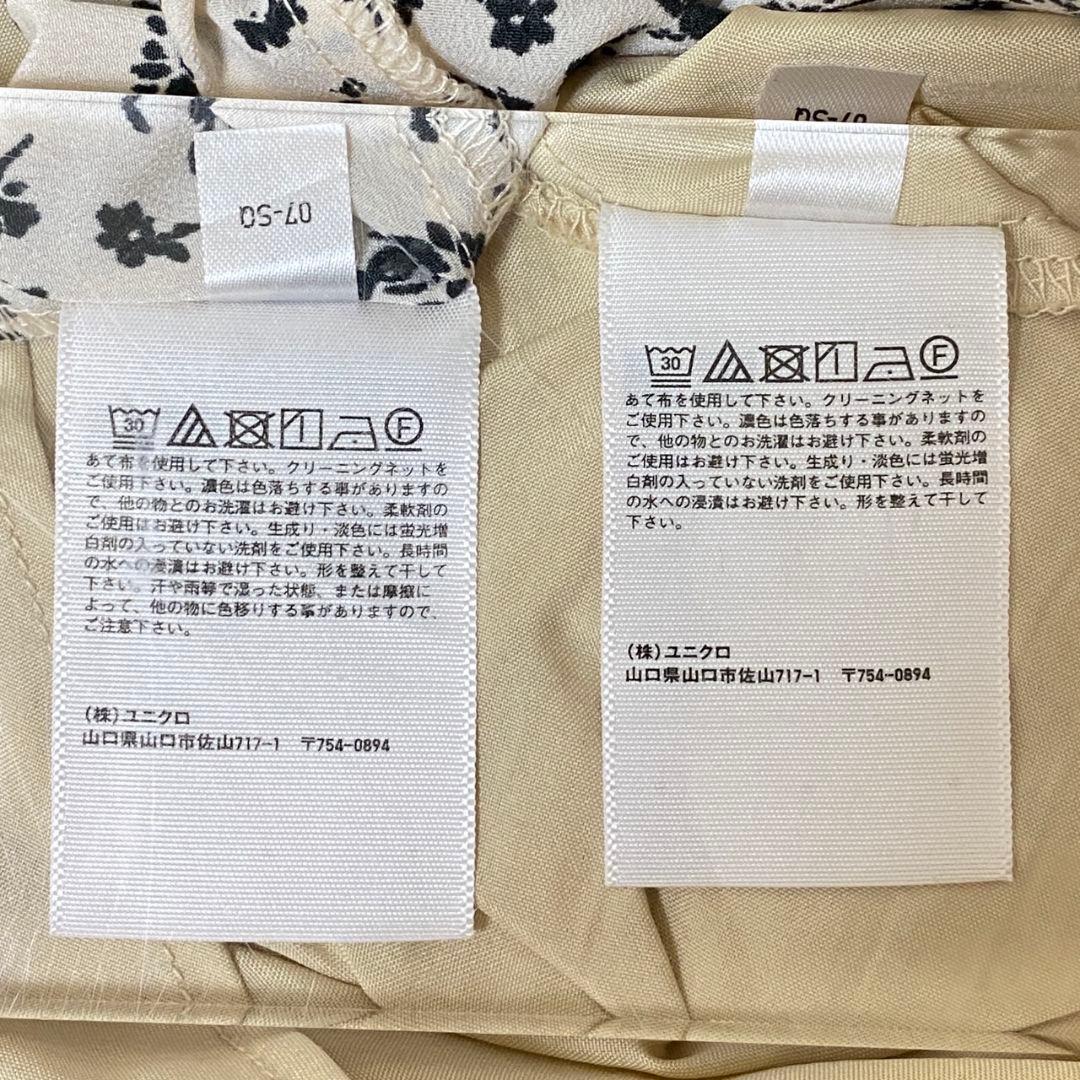 07-SQ
30 F
あて布を使用して下さい。クリーニングネットを
ご使用下さい。濃色は色落ちする事がありますの
で、他の物とのお洗濯はお避け下さい。柔軟剤の
ご使用はお避け下さい。生成り・淡色には蛍光増
白剤の入っていない洗剤をご使用下さい。長時間
の水への浸漬はお避け下さい。形を整えて干して
下さい。汗や雨等で湿った状態、または摩擦に
よって、他の物に色移りする事がありますので、
ご注意下さい。
(株)ユニクロ
山口県山口市佐山717-1 〒754-0894
07-SQ
30 F
あて布を使用して下さい。クリーニングネットを
ご使用下さい。濃色は色落ちする事がありますの
で、他の物とのお洗濯はお避け下さい。柔軟剤の
ご使用はお避け下さい。生成り・淡色には蛍光増
白剤の入っていない洗剤をご使用下さい。長時間
の水への浸漬はお避け下さい。形を整えて干して
下さい。
(株)ユニクロ
山口県山口市佐山717-1 〒754-0894